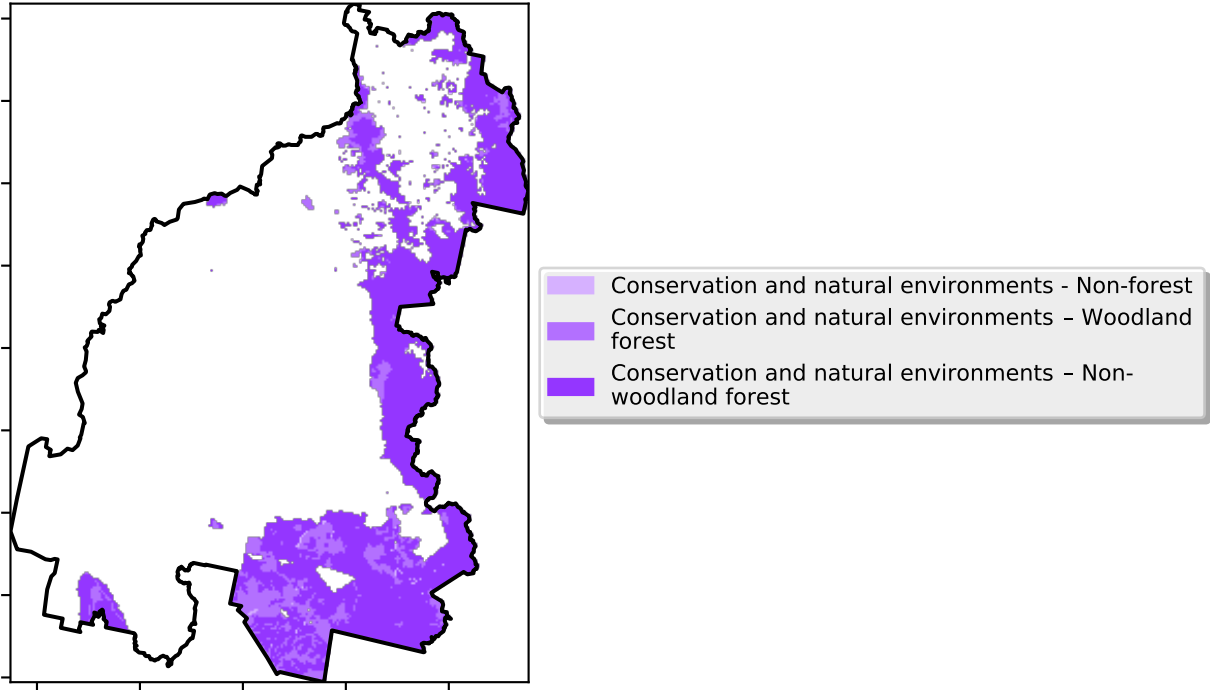 Conservation and natural environments - Non-forest
Conservation and natural environments – Woodland
forest
Conservation and natural environments – Non-
woodland forest